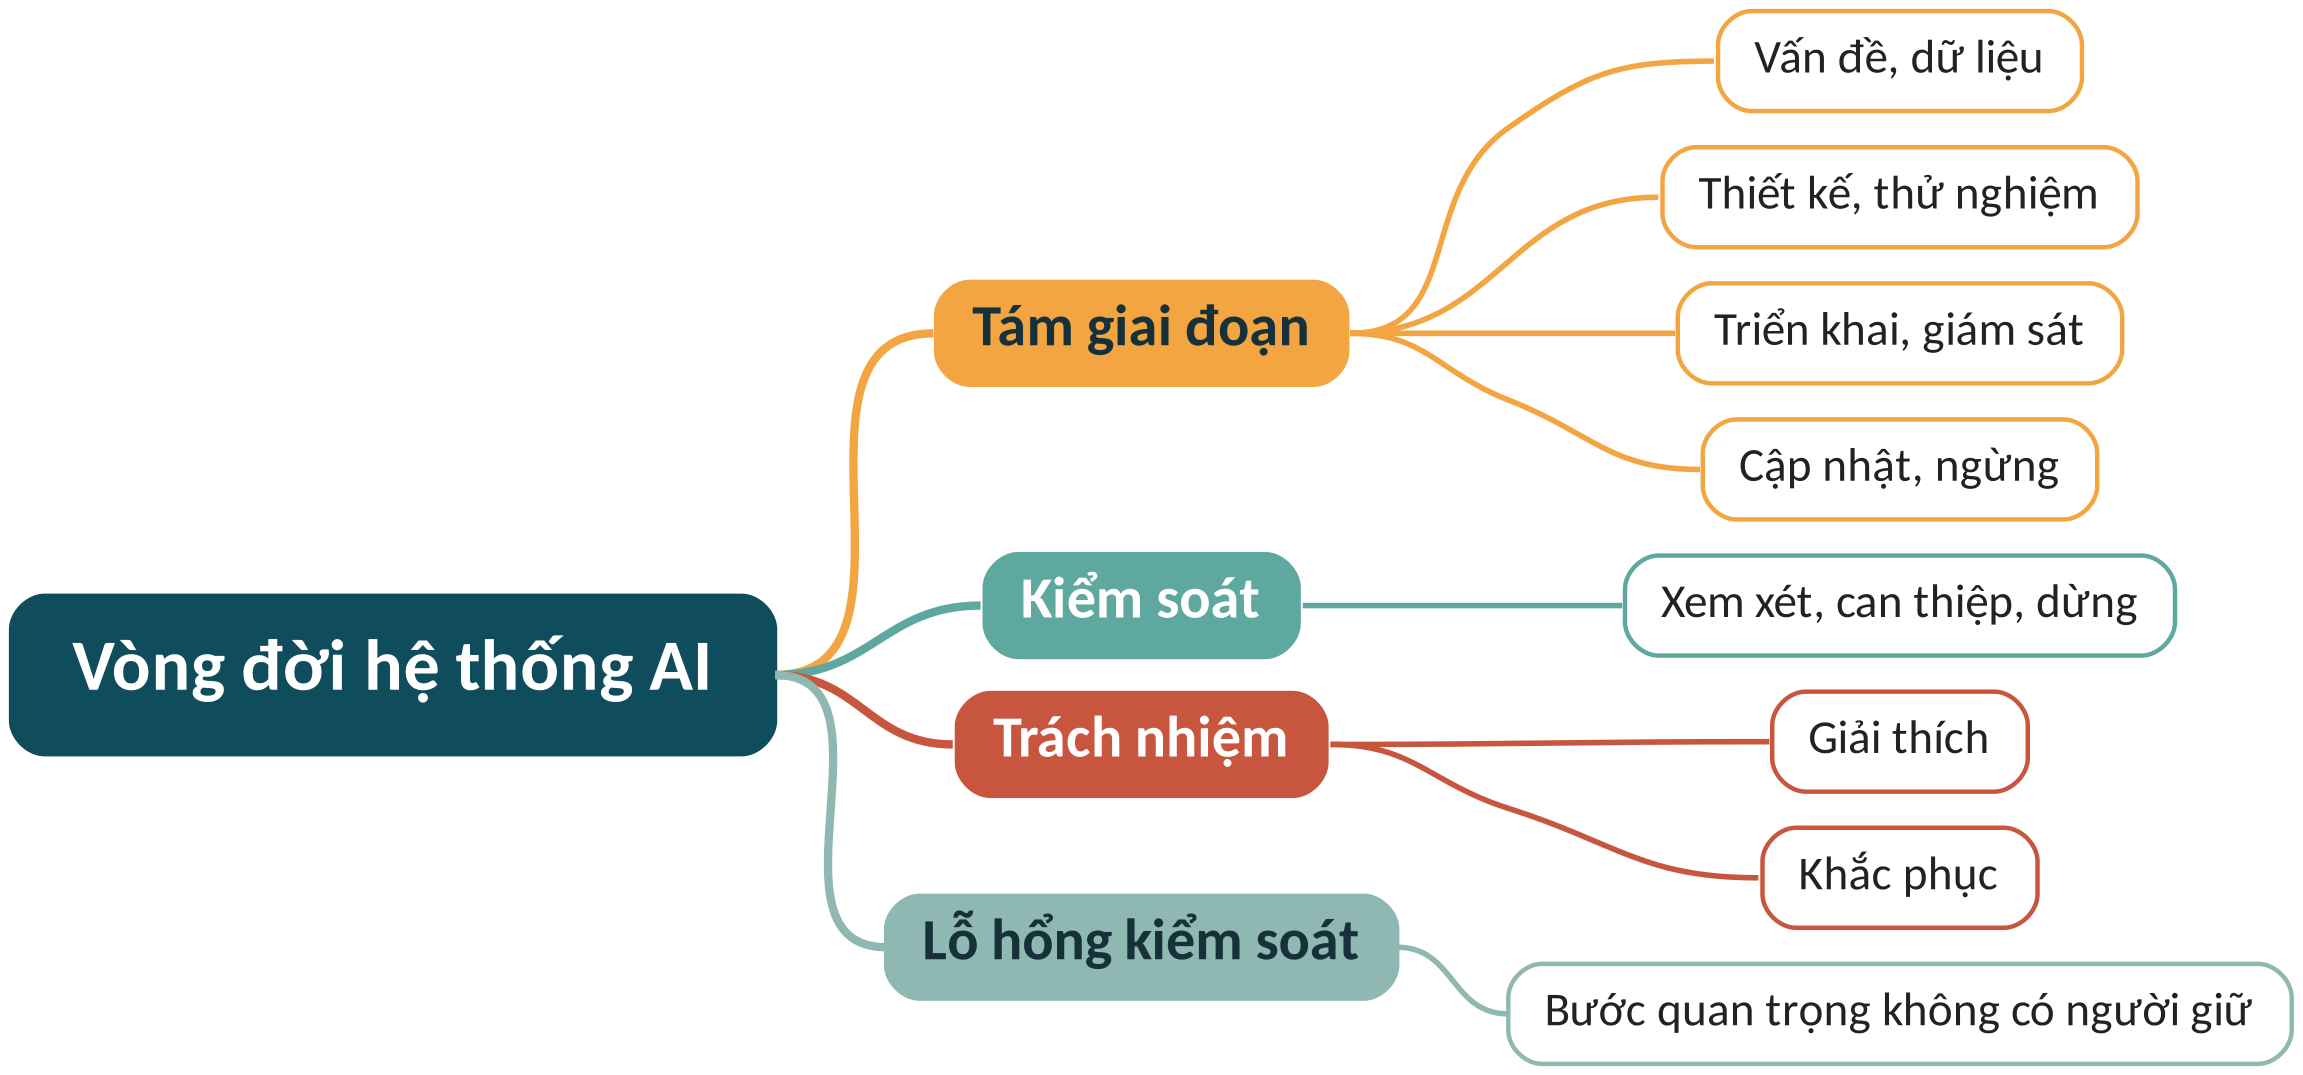 Vòng đời hệ thống AI
Tám giai đoạn
Vấn đề, dữ liệu
Thiết kế, thử nghiệm
Triển khai, giám sát
Cập nhật, ngừng
Kiểm soát
Xem xét, can thiệp, dừng
Trách nhiệm
Giải thích
Khắc phục
Lỗ hổng kiểm soát
Bước quan trọng không có người giữ